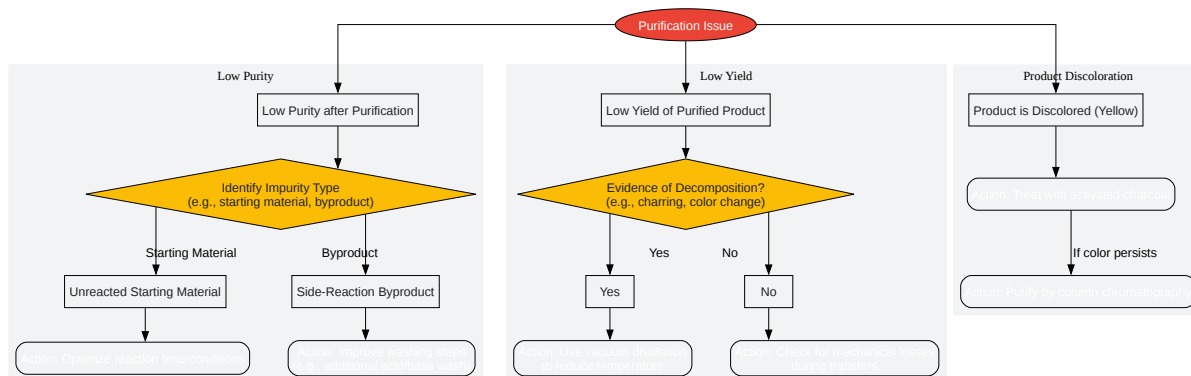 Purification Issue
Low Purity
Low Yield
Product Discoloration
Low Purity after Purification
Low Yield of Purified Product
Product is Discolored (Yellow)
Identify Impurity Type
(e.g., starting material, byproduct)
Evidence of Decomposition?
(e.g., charring, color change)
Action: Treat with activated charcoal
Starting Material
Byproduct
Yes
No
If color persists
Unreacted Starting Material
Side-Reaction Byproduct
Yes
No
Action: Purify by column chromatography
Action: Optimize reaction time/conditions
Action: Improve washing steps
(e.g., additional acid/base wash)
Action: Use vacuum distillation
to reduce temperature
Action: Check for mechanical losses
during transfers